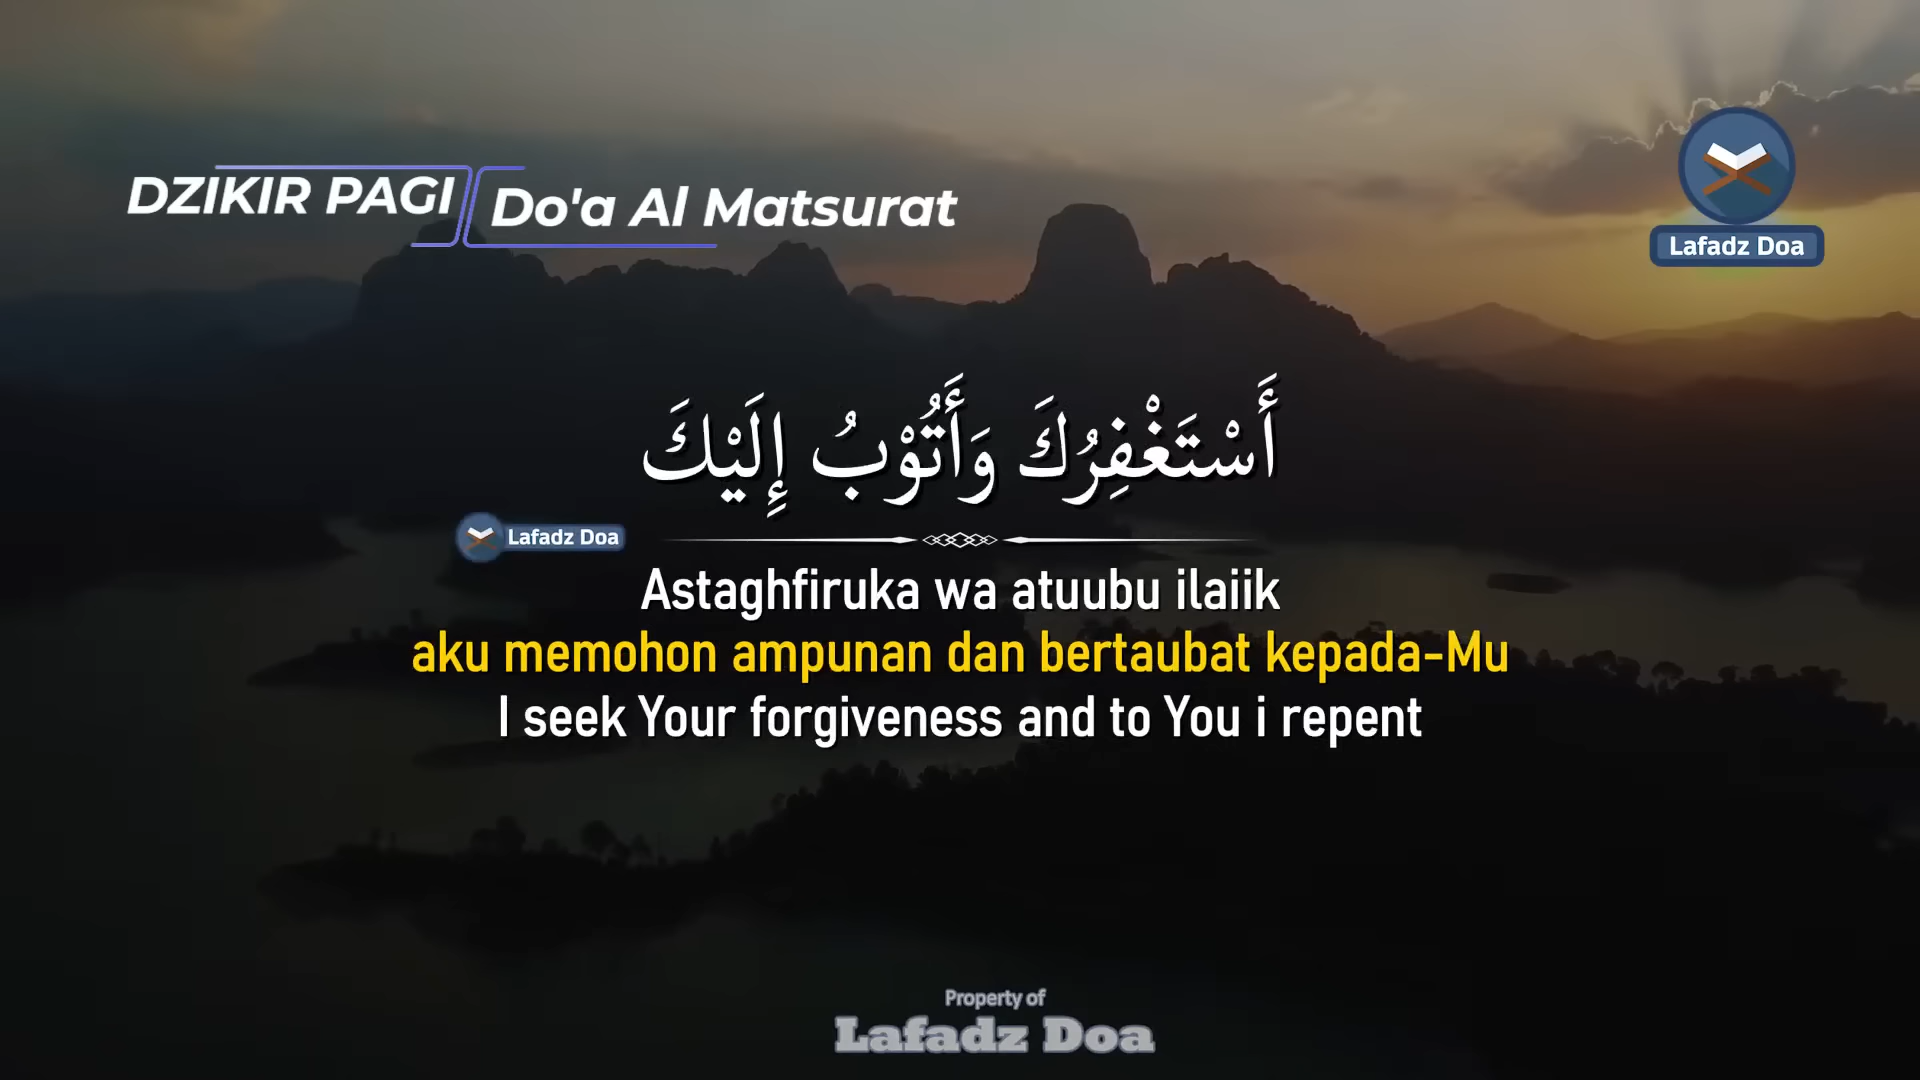 DZIKIR PAGI
Do'a Al Matsurat
Lafadz Doa
أَسْتَغْفِرُكَ وَأَتُوْبُ إِلَيْكَ
Lafadz Doa
Astaghfiruka wa atuubu ilaiik
aku memohon ampunan dan bertaubat kepada-Mu
I seek Your forgiveness and to You i repent
Property of
Lafadz Doa